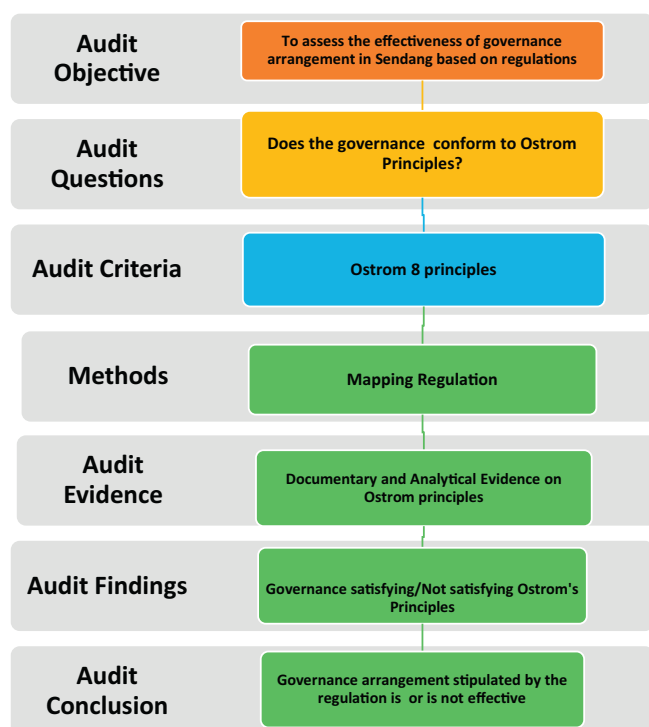 Audit
Objective
To assess the effectiveness of governance
arrangement in Sendang based on regulations
Audit
Questions
Does the governance conform to Ostrom
Principles?
Audit Criteria
Ostrom 8 principles
Methods
Mapping Regulation
Audit
Evidence
Documentary and Analytical Evidence on
Ostrom principles
Audit Findings
Governance satisfying/Not satisfying Ostrom's
Principles
Audit
Conclusion
Governance arrangement stipulated by the
regulation is or is not effective